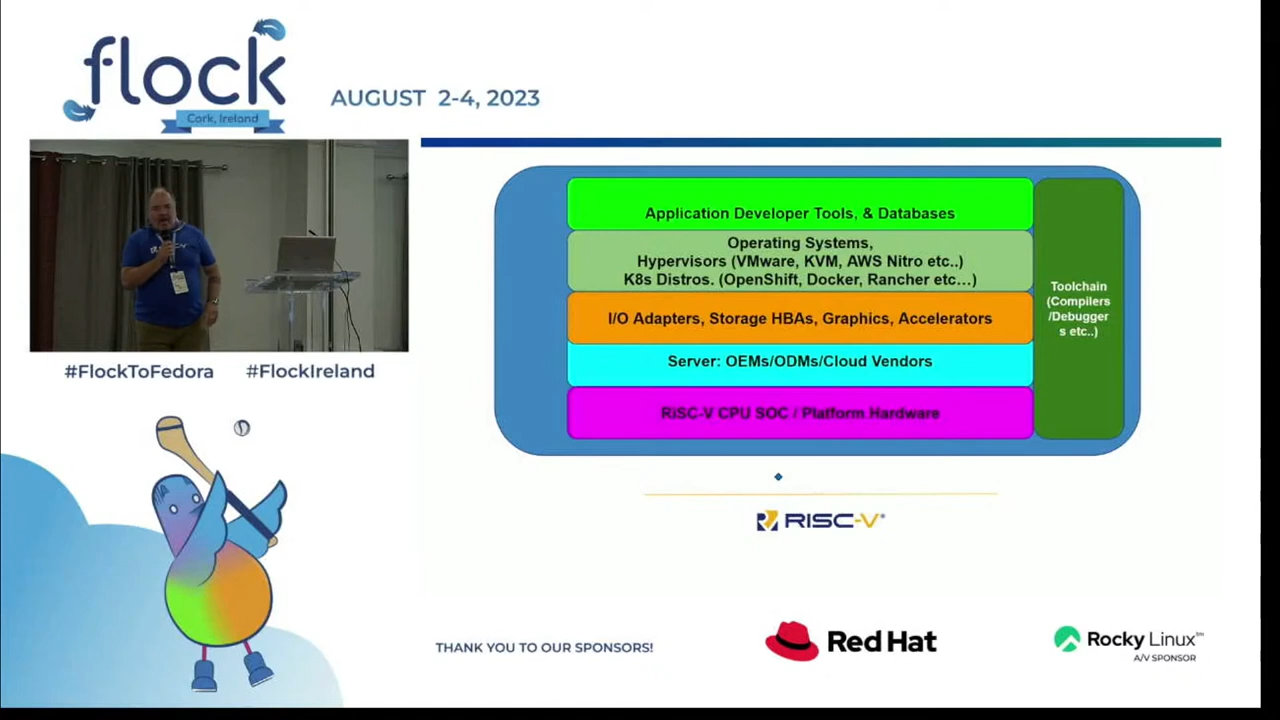 flock
Cork, Ireland
AUGUST 2-4, 2023
RISC-V
#FlockToFedora #FlockIreland
Application Developer Tools, & Databases
Operating Systems,
Hypervisors (VMware, KVM, AWS Nitro etc..)
K8s Distros. (OpenShift, Docker, Rancher etc…)
I/O Adapters, Storage HBAs, Graphics, Accelerators
Server: OEMs/ODMs/Cloud Vendors
RiSC-V CPU SOC / Platform Hardware
Toolchain
(Compilers
/Debugger
s etc..)
RISC-V®
THANK YOU TO OUR SPONSORS!
Red Hat
Rocky Linux™
A/V SPONSOR